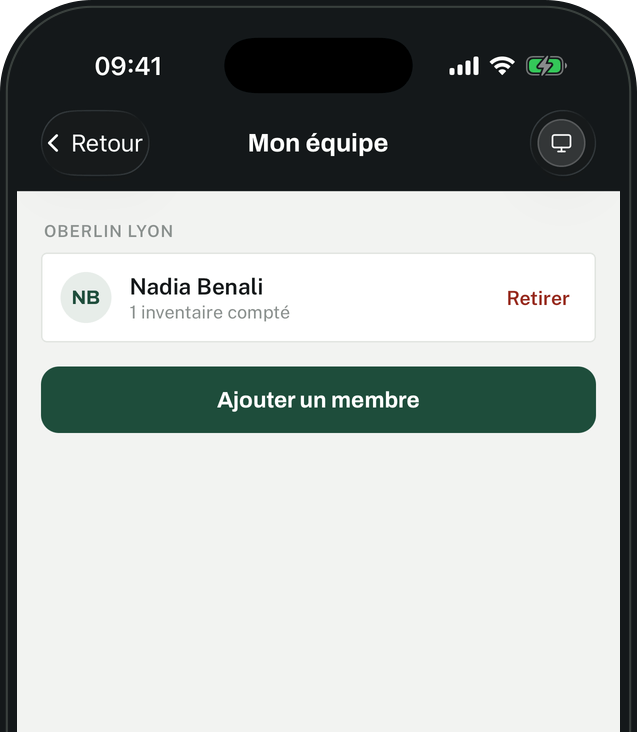 09:41
Retour
Mon équipe
OBERLIN LYON
NB
Nadia Benali
1 inventaire compté
Retirer
Ajouter un membre